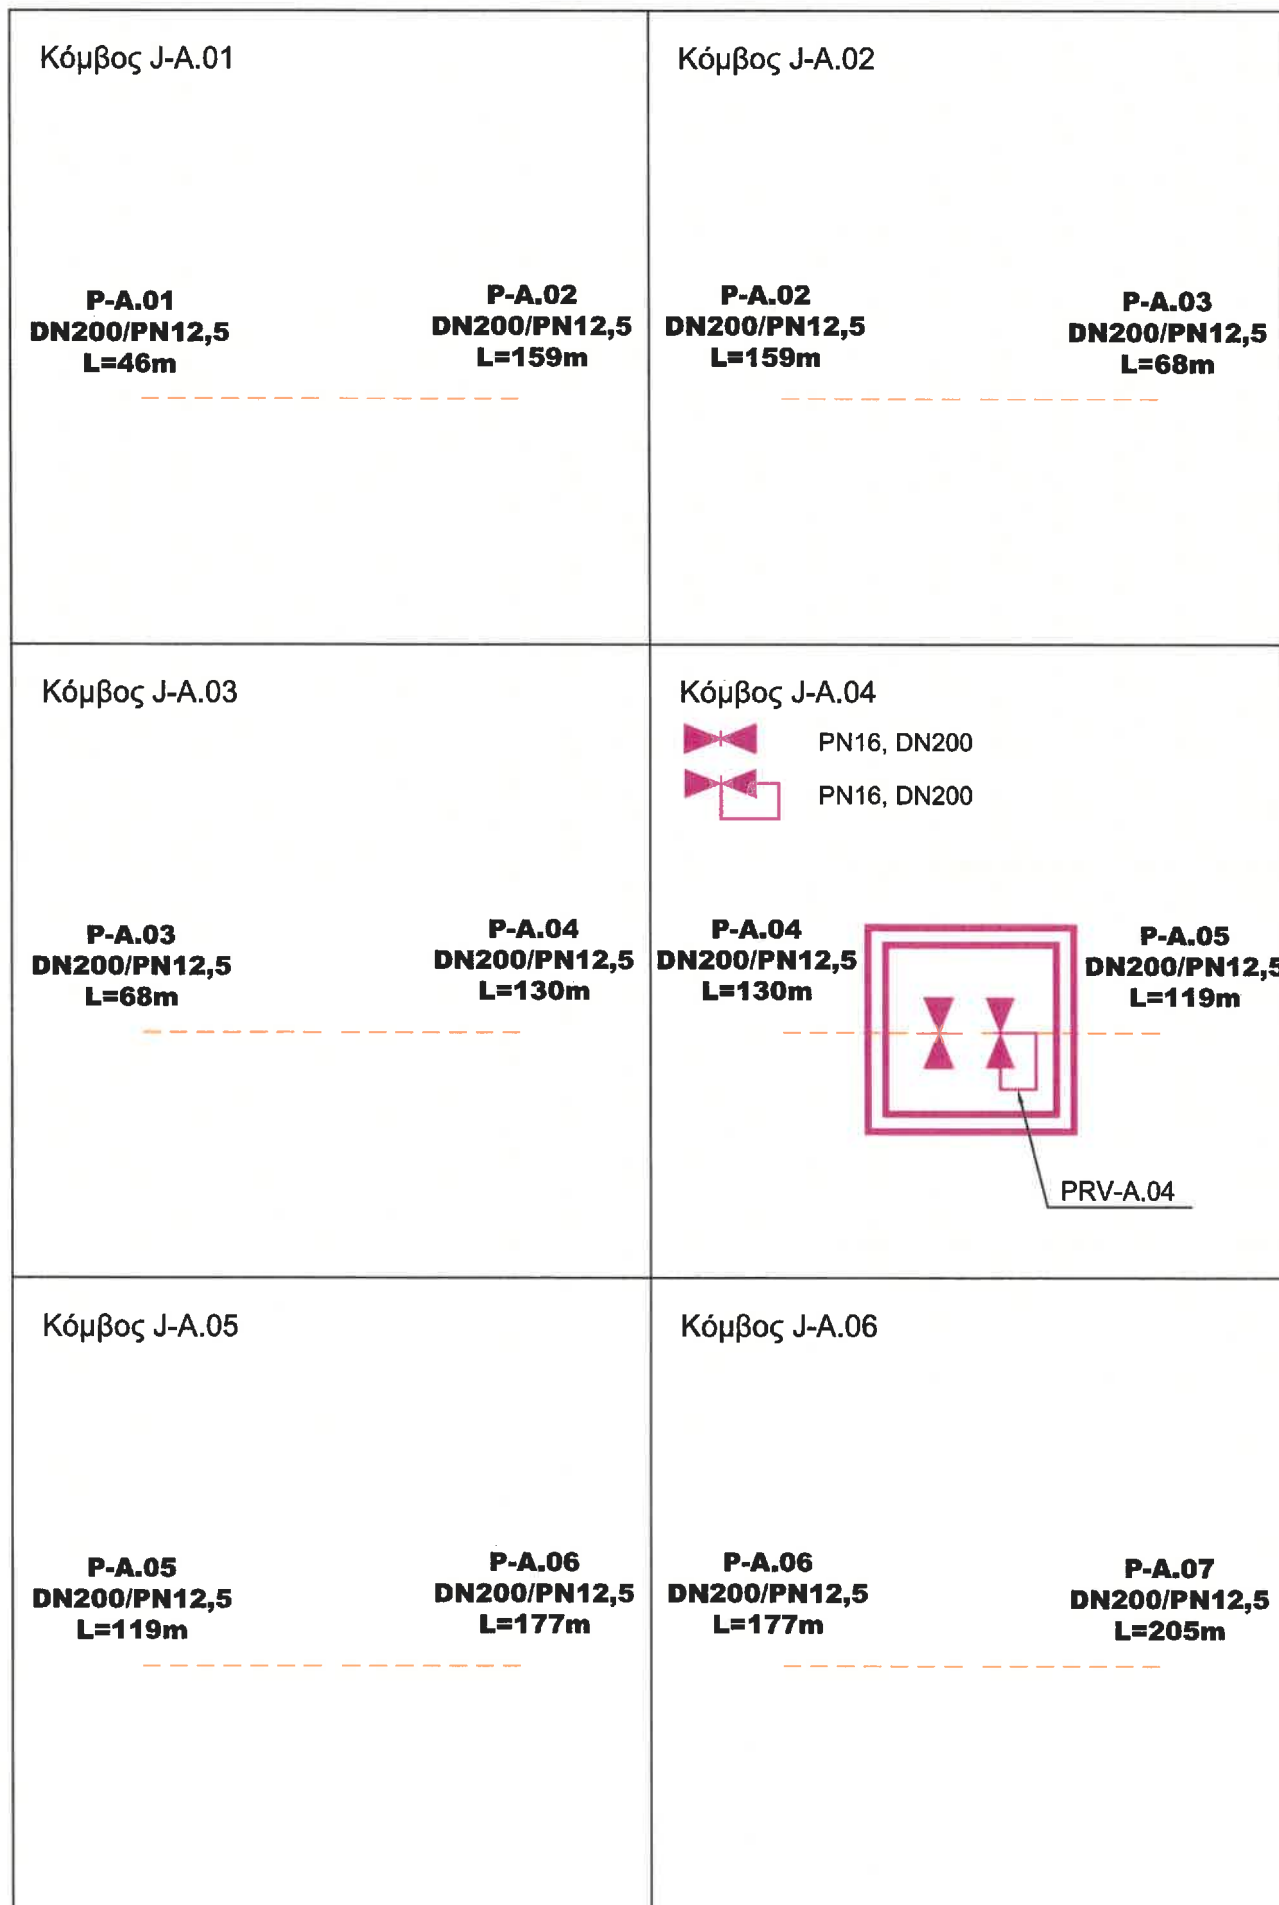 Κόμβος J-A.01
P-A.01
DN200/PN12,5
L=46m
P-A.02
DN200/PN12,5
L=159m
Κόμβος J-A.02
P-A.02
DN200/PN12,5
L=159m
P-A.03
DN200/PN12,5
L=68m
Κόμβος J-A.03
P-A.03
DN200/PN12,5
L=68m
P-A.04
DN200/PN12,5
L=130m
Κόμβος J-A.04
PN16, DN200
PN16, DN200
P-A.04
DN200/PN12,5
L=130m
P-A.05
DN200/PN12,5
L=119m
PRV-A.04
Κόμβος J-A.05
P-A.05
DN200/PN12,5
L=119m
P-A.06
DN200/PN12,5
L=177m
Κόμβος J-A.06
P-A.06
DN200/PN12,5
L=177m
P-A.07
DN200/PN12,5
L=205m